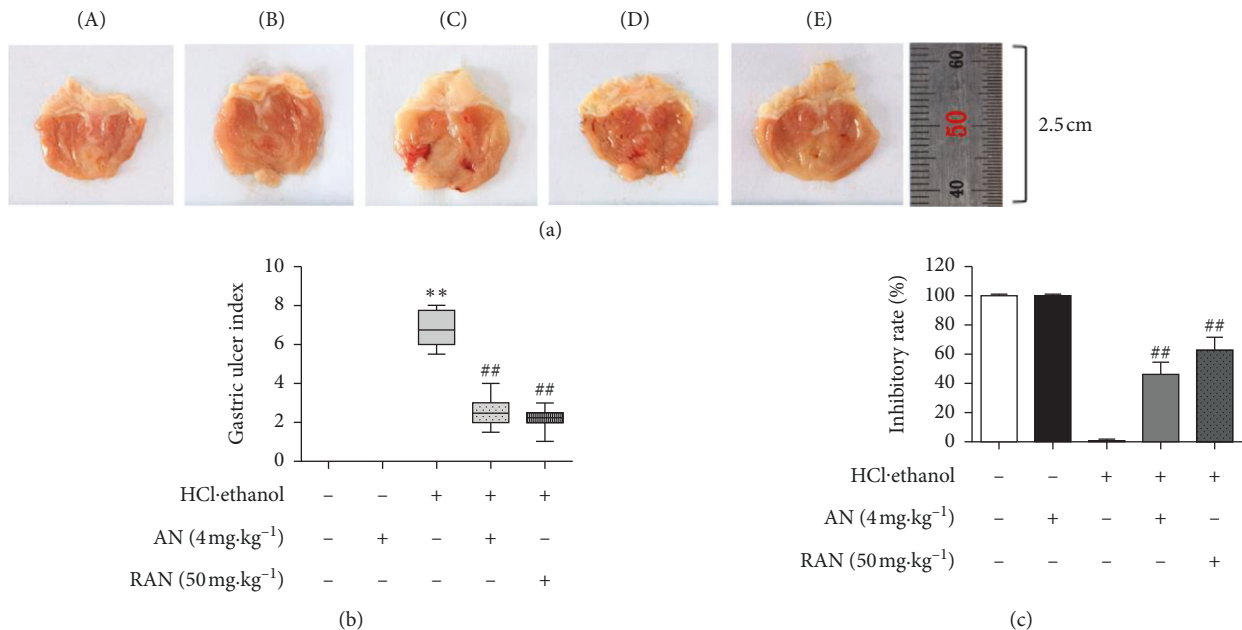 (A) (B) (C) (D) (E)
60
50
40
2.5 cm
(a)
10
8
6
4
2
0
Gastric ulcer index
**
##
##
HCl·ethanol – – + + +
AN (4 mg·kg⁻¹) – + – + –
RAN (50 mg·kg⁻¹) – – – – +
(b)
120
100
80
60
40
20
0
Inhibitory rate (%)
##
##
HCl·ethanol – – + + +
AN (4 mg·kg⁻¹) – + – + –
RAN (50 mg·kg⁻¹) – – – – +
(c)